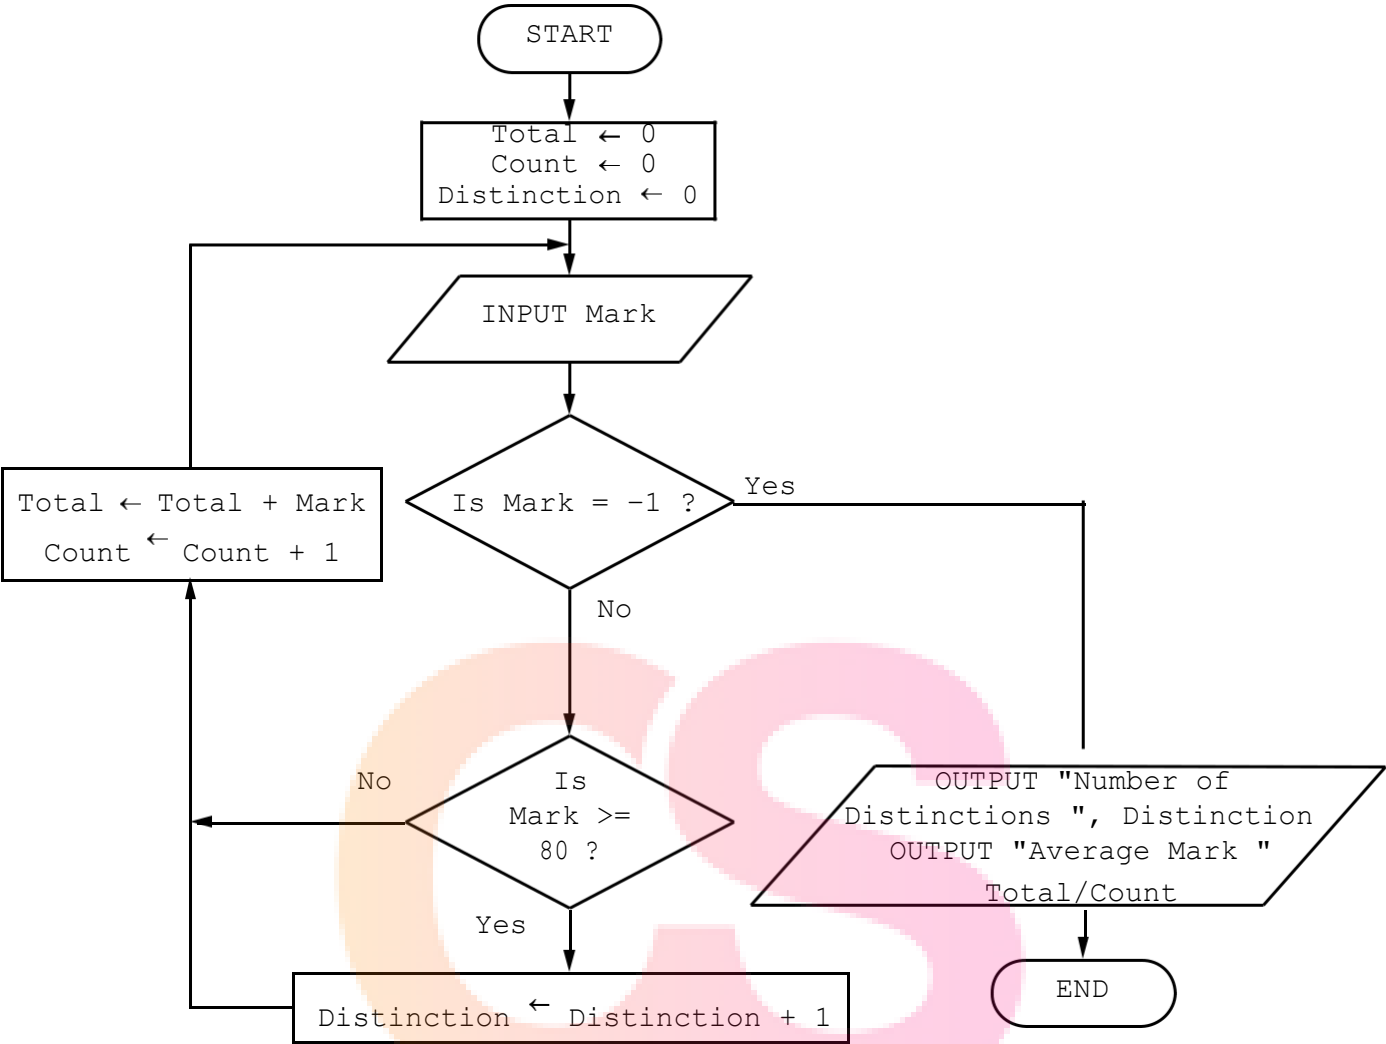 START
Total ← 0
Count ← 0
Distinction ← 0
INPUT Mark
Is Mark = –1 ?
Yes
No
Total ← Total + Mark
Count ← Count + 1
Is
Mark >=
80 ?
No
Yes
Distinction ← Distinction + 1
OUTPUT "Number of
Distinctions ", Distinction
OUTPUT "Average Mark "
Total/Count
END
CS